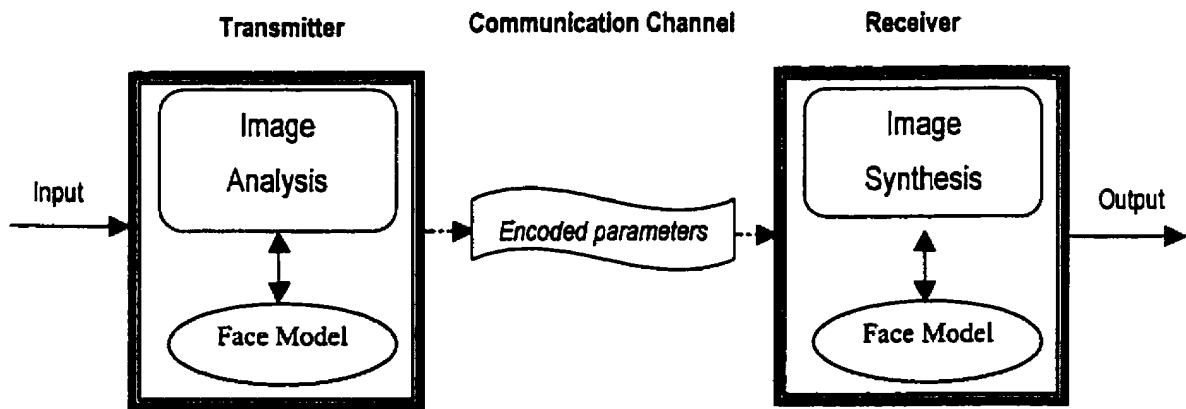 Transmitter
Communication Channel
Receiver
Image
Analysis
Face Model
Input
Encoded parameters
Image
Synthesis
Face Model
Output